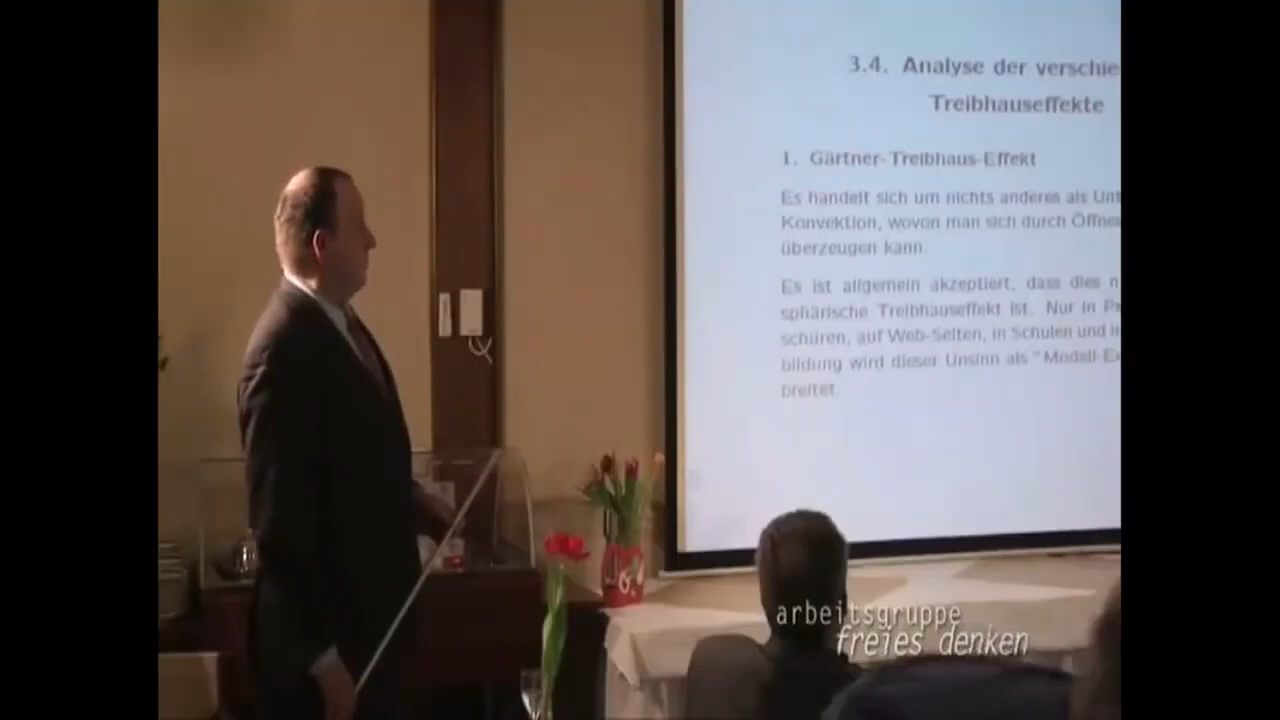 3.4. Analyse der verschie
Treibhauseffekte
1. Gärtner-Treibhaus-Effekt
Es handelt sich um nichts anderes als Unt
Konvektion, wovon man sich durch Öffne
überzeugen kann.
Es ist allgemein akzeptiert, dass dies n
sphärische Treibhauseffekt ist. Nur in
schüren, auf Web-Seiten, in Schulen und
bildung wird dieser Unsinn als "Modell
breitet.
arbeitsgruppe
freies denken